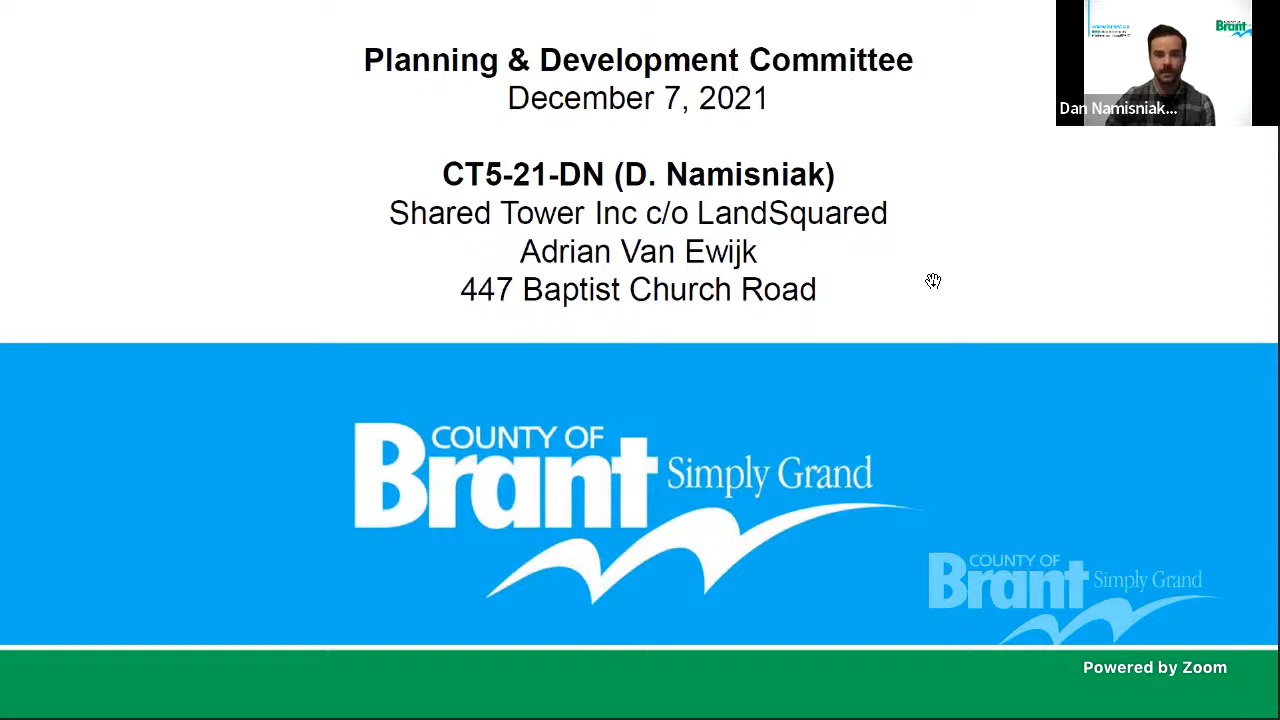 Planning & Development Committee
December 7, 2021
CT5-21-DN (D. Namisniak)
Shared Tower Inc c/o LandSquared
Adrian Van Ewijk
447 Baptist Church Road
Brant
Dan Namisniak...
COUNTY OF
Brant Simply Grand
COUNTY OF
Brant Simply Grand
Powered by Zoom